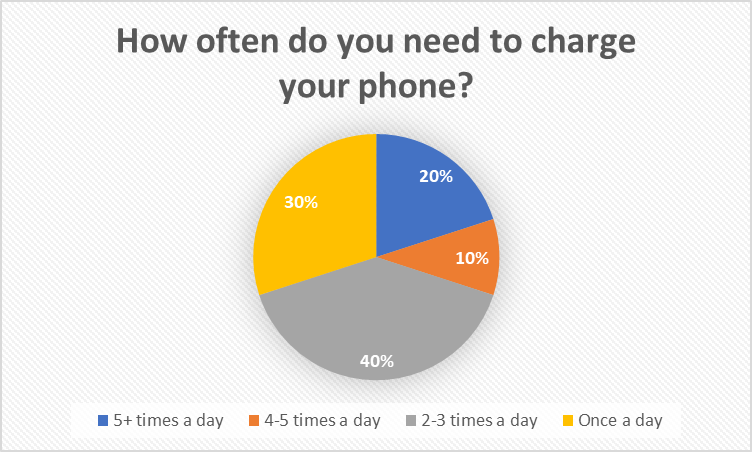 How often do you need to charge
your phone?
20%
30%
10%
40%
5+ times a day 4-5 times a day 2-3 times a day Once a day